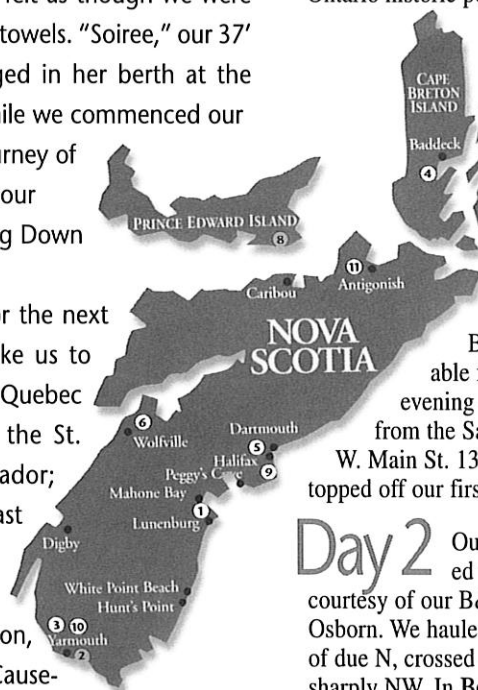 felt as though we were
towels. "Soiree," our 37'
ged in her berth at the
ile we commenced our
rney of
our
g Down
r the next
ke us to
Quebec
the St.
ador;
ast
on,
Cause-
CAPE
BRETON
ISLAND
Baddeck
4
PRINCE EDWARD ISLAND
8
11
Caribou
Antigonish
NOVA
SCOTIA
6
Wolfville
Dartmouth
5
Halifax
9
Peggy's Cove
Mahone Bay
1
Lunenburg
Digby
White Point Beach
Hunt's Point
3 10
Yarmouth
2
Ontario historic
B
able
evening
from the Sa
W. Main St. 13
topped off our firs
Day 2 Ou
ed
courtesy of our B&
Osborn. We haule
of due N, crossed
sharply NW. In Be